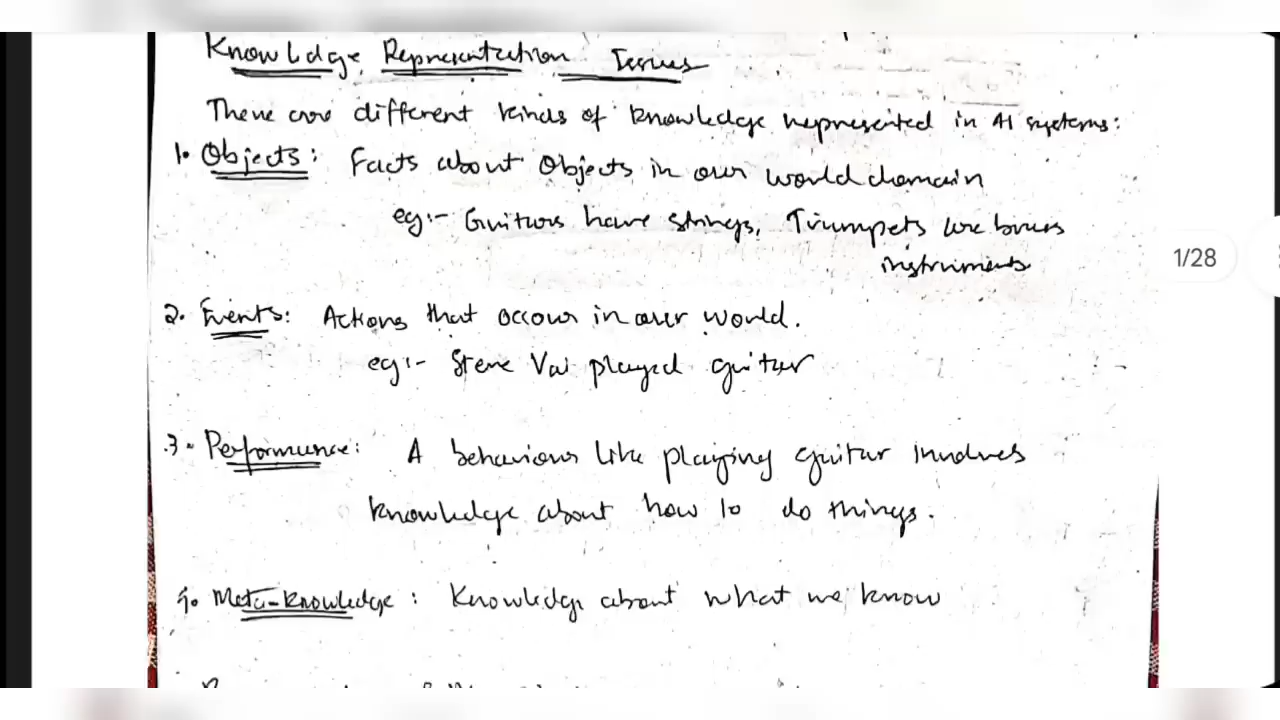 Knowledge Representation Issues
There are different kinds of knowledge represented in AI systems:
1. Objects: Facts about Objects in our world domain
eg:- Guitars have strings, Trumpets are brass
instruments
1/28
2. Events: Actions that occour in our world.
eg:- Steve Vai played guitar
3. Performance: A behaviour like playing guitar involves
knowledge about how to do things.
4. Meta-Knowledge: Knowledge about what we know